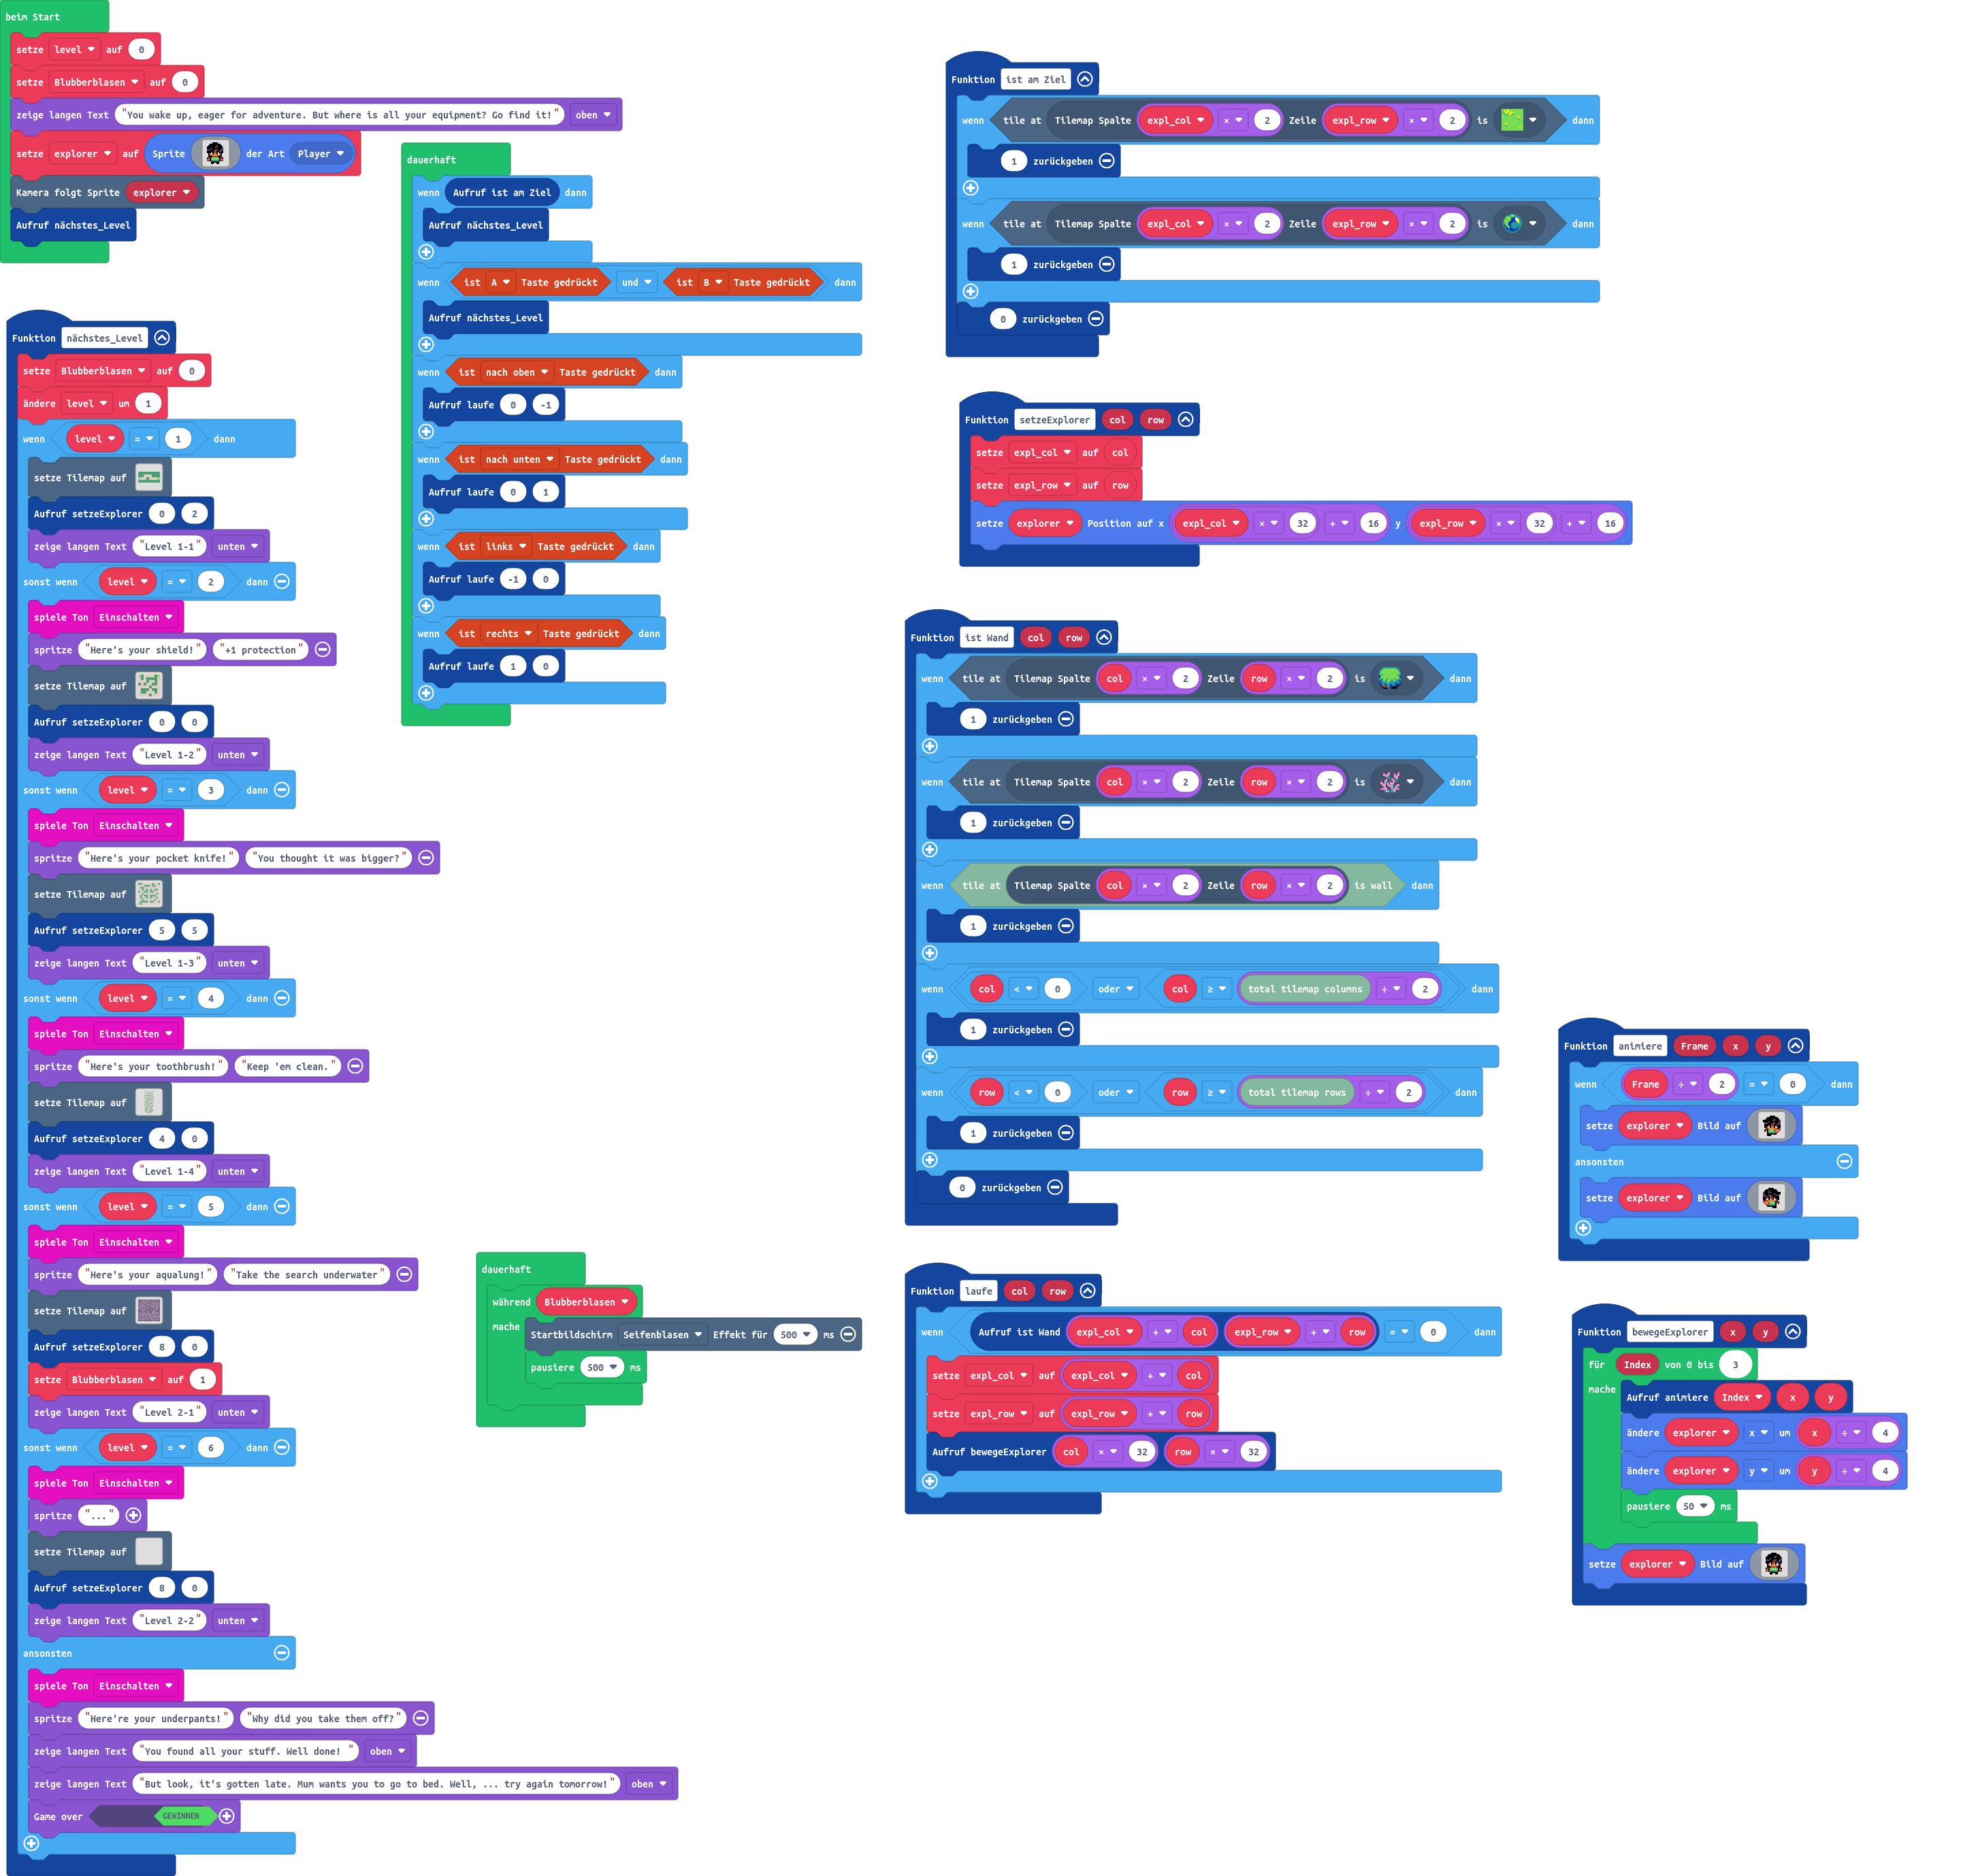 beim Start
setze level auf 0
setze Blubberblasen auf 0
zeige langen Text "You wake up, eager for adventure. But where is all your equipment? Go find it!" oben
setze explorer auf Sprite der Art Player
Kamera folgt Sprite explorer
Aufruf nächstes_Level
Funktion nächstes_Level
setze Blubberblasen auf 0
ändere level um 1
wenn level = 1 dann
setze Tilemap auf
Aufruf setzeExplorer 0 2
zeige langen Text "Level 1-1" unten
sonst wenn level = 2 dann
spiele Ton Einschalten
spritze "Here's your shield!" "+1 protection"
setze Tilemap auf
Aufruf setzeExplorer 0 0
zeige langen Text "Level 1-2" unten
sonst wenn level = 3 dann
spiele Ton Einschalten
spritze "Here's your pocket knife!" "You thought it was bigger?"
setze Tilemap auf
Aufruf setzeExplorer 5 5
zeige langen Text "Level 1-3" unten
sonst wenn level = 4 dann
spiele Ton Einschalten
spritze "Here's your toothbrush!" "Keep 'em clean."
setze Tilemap auf
Aufruf setzeExplorer 4 0
zeige langen Text "Level 1-4" unten
sonst wenn level = 5 dann
spiele Ton Einschalten
spritze "Here's your aqualung!" "Take the search underwater"
setze Tilemap auf
Aufruf setzeExplorer 8 0
setze Blubberblasen auf 1
zeige langen Text "Level 2-1" unten
sonst wenn level = 6 dann
spiele Ton Einschalten
spritze "..."
setze Tilemap auf
Aufruf setzeExplorer 8 0
zeige langen Text "Level 2-2" unten
ansonsten
spiele Ton Einschalten
spritze "Here're your underpants!" "Why did you take them off?"
zeige langen Text "You found all your stuff. Well done! " oben
zeige langen Text "But look, it's gotten late. Mum wants you to go to bed. Well, ... try again tomorrow!" oben
Game over GEWINNEN
dauerhaft
wenn Aufruf ist am Ziel dann
Aufruf nächstes_Level
wenn ist A Taste gedrückt und ist B Taste gedrückt dann
Aufruf nächstes_Level
wenn ist nach oben Taste gedrückt dann
Aufruf laufe 0 -1
wenn ist nach unten Taste gedrückt dann
Aufruf laufe 0 1
wenn ist links Taste gedrückt dann
Aufruf laufe -1 0
wenn ist rechts Taste gedrückt dann
Aufruf laufe 1 0
dauerhaft
während Blubberblasen
mache Startbildschirm Seifenblasen Effekt für 500 ms
pausiere 500 ms
Funktion ist am Ziel
wenn tile at Tilemap Spalte expl_col × 2 Zeile expl_row × 2 is dann
1 zurückgeben
wenn tile at Tilemap Spalte expl_col × 2 Zeile expl_row × 2 is dann
1 zurückgeben
0 zurückgeben
Funktion setzeExplorer col row
setze expl_col auf col
setze expl_row auf row
setze explorer Position auf x expl_col × 32 + 16 y expl_row × 32 + 16
Funktion ist Wand col row
wenn tile at Tilemap Spalte col × 2 Zeile row × 2 is dann
1 zurückgeben
wenn tile at Tilemap Spalte col × 2 Zeile row × 2 is dann
1 zurückgeben
wenn tile at Tilemap Spalte col × 2 Zeile row × 2 is wall dann
1 zurückgeben
wenn col < 0 oder col ≥ total tilemap columns ÷ 2 dann
1 zurückgeben
wenn row < 0 oder row ≥ total tilemap rows ÷ 2 dann
1 zurückgeben
0 zurückgeben
Funktion laufe col row
wenn Aufruf ist Wand expl_col + col expl_row + row = 0 dann
setze expl_col auf expl_col + col
setze expl_row auf expl_row + row
Aufruf bewegeExplorer col × 32 row × 32
Funktion animiere Frame x y
wenn Frame ÷ 2 = 0 dann
setze explorer Bild auf
ansonsten
setze explorer Bild auf
Funktion bewegeExplorer x y
für Index von 0 bis 3
mache Aufruf animiere Index x y
ändere explorer x um x ÷ 4
ändere explorer y um y ÷ 4
pausiere 50 ms
setze explorer Bild auf